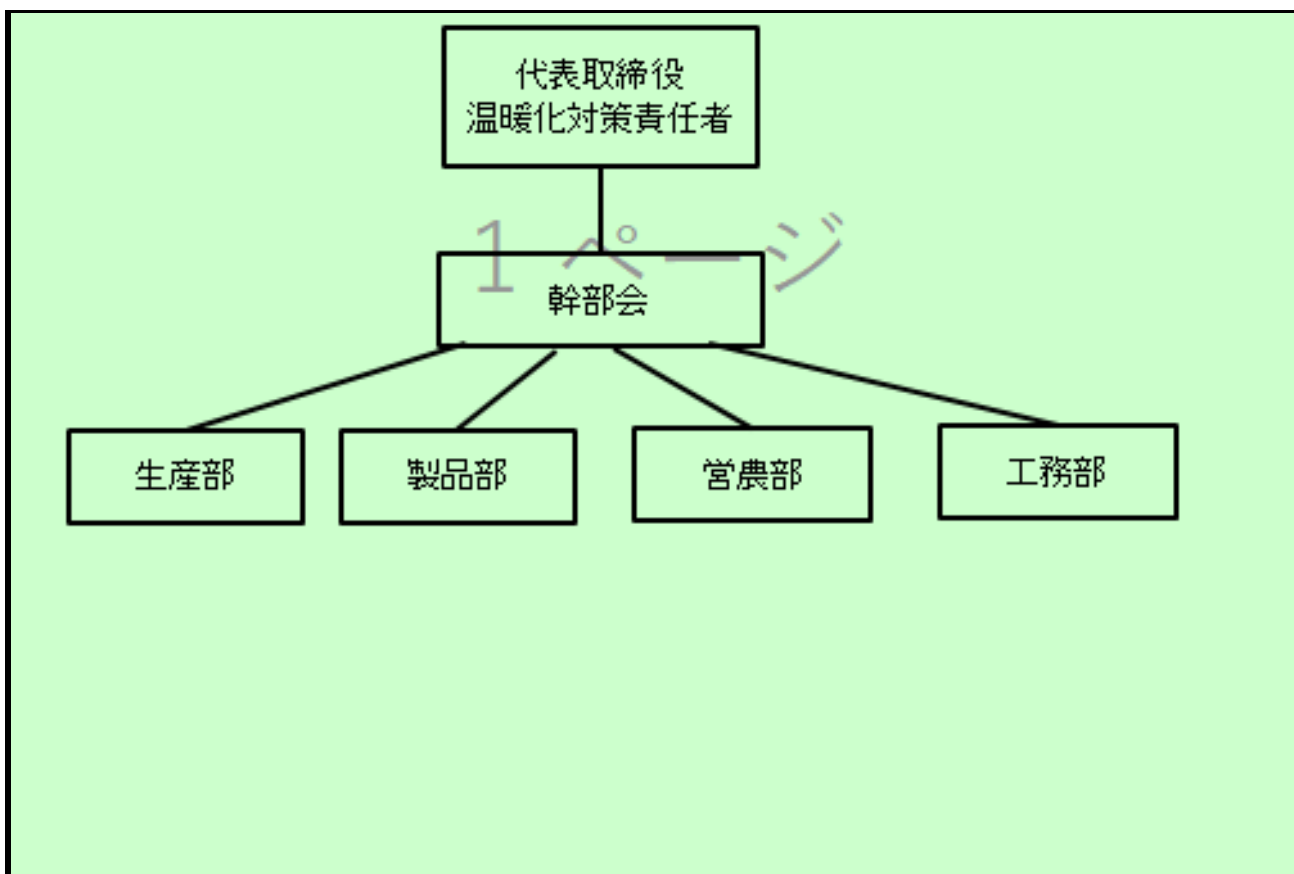 代表取締役
温暖化対策責任者
1 ページ
幹部会
生産部
製品部
営農部
工務部